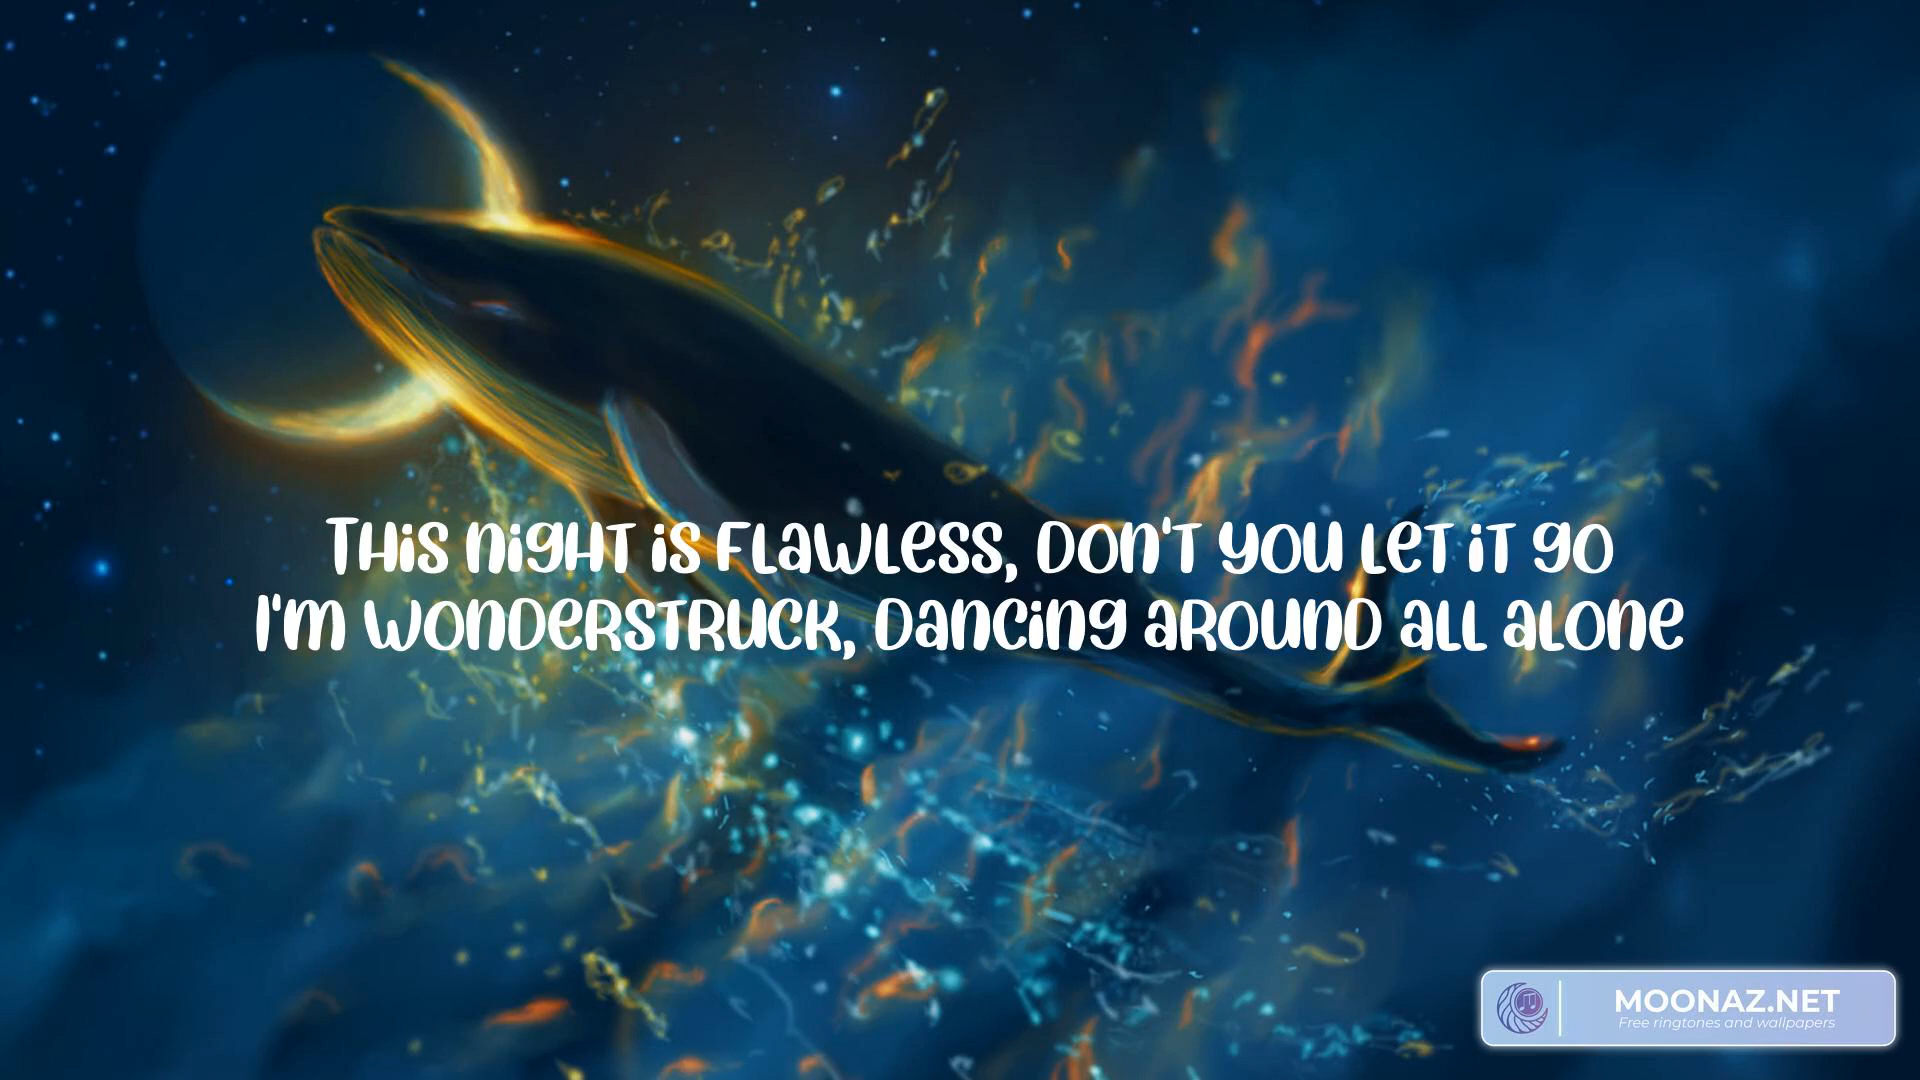 This night is flawless, don't you let it go
I'm wonderstruck, dancing around all alone
MOONAZ.NET
Free ringtones and wallpapers